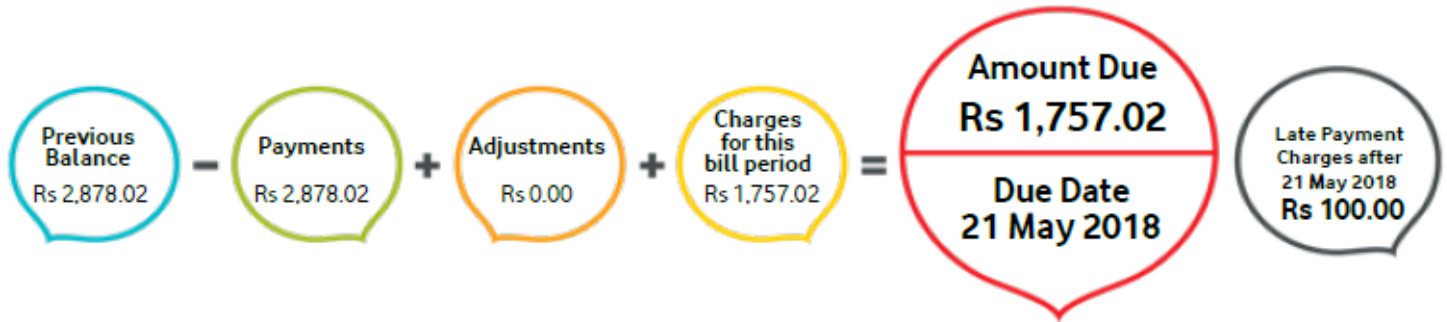 Previous
Balance
Rs 2,878.02
–
Payments
Rs 2,878.02
+
Adjustments
Rs 0.00
+
Charges
for this
bill period
Rs 1,757.02
=
Amount Due
Rs 1,757.02
Due Date
21 May 2018
Late Payment
Charges after
21 May 2018
Rs 100.00